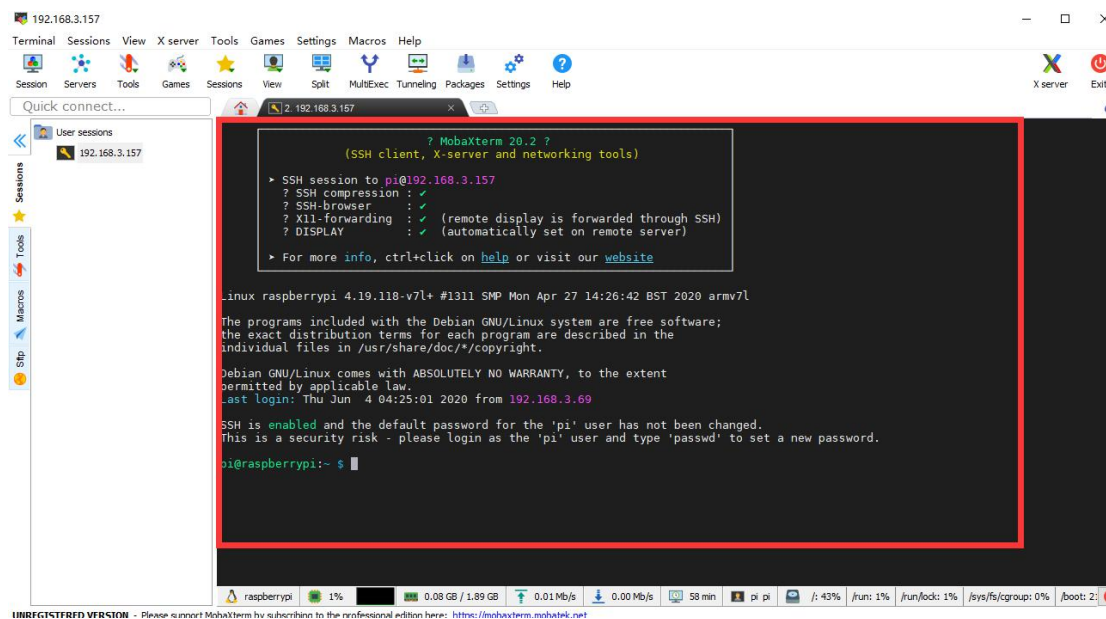 192.168.3.157
Terminal Sessions View X server Tools Games Settings Macros Help
Session Servers Tools Games Sessions View Split MultiExec Tunneling Packages Settings Help X server Exit
Quick connect...
2. 192.168.3.157
User sessions
192.168.3.157
Sessions
Tools
Macros
Sftp
? MobaXterm 20.2 ?
(SSH client, X-server and networking tools)
➤ SSH session to pi@192.168.3.157
? SSH compression : ✔
? SSH-browser : ✔
? X11-forwarding : ✔ (remote display is forwarded through SSH)
? DISPLAY : ✔ (automatically set on remote server)
➤ For more info, ctrl+click on help or visit our website
Linux raspberrypi 4.19.118-v7l+ #1311 SMP Mon Apr 27 14:26:42 BST 2020 armv7l
The programs included with the Debian GNU/Linux system are free software;
the exact distribution terms for each program are described in the
individual files in /usr/share/doc/*/copyright.
Debian GNU/Linux comes with ABSOLUTELY NO WARRANTY, to the extent
permitted by applicable law.
Last login: Thu Jun 4 04:25:01 2020 from 192.168.3.69
SSH is enabled and the default password for the 'pi' user has not been changed.
This is a security risk - please login as the 'pi' user and type 'passwd' to set a new password.
pi@raspberrypi:~ $
raspberrypi 1% 0.08 GB / 1.89 GB 0.01 Mb/s 0.00 Mb/s 58 min pi pi /: 43% /run: 1% /run/lock: 1% /sys/fs/cgroup: 0% /boot: 2
UNREGISTERED VERSION - Please support MobaXterm by subscribing to the professional edition here: https://mobaxterm.mobatek.net